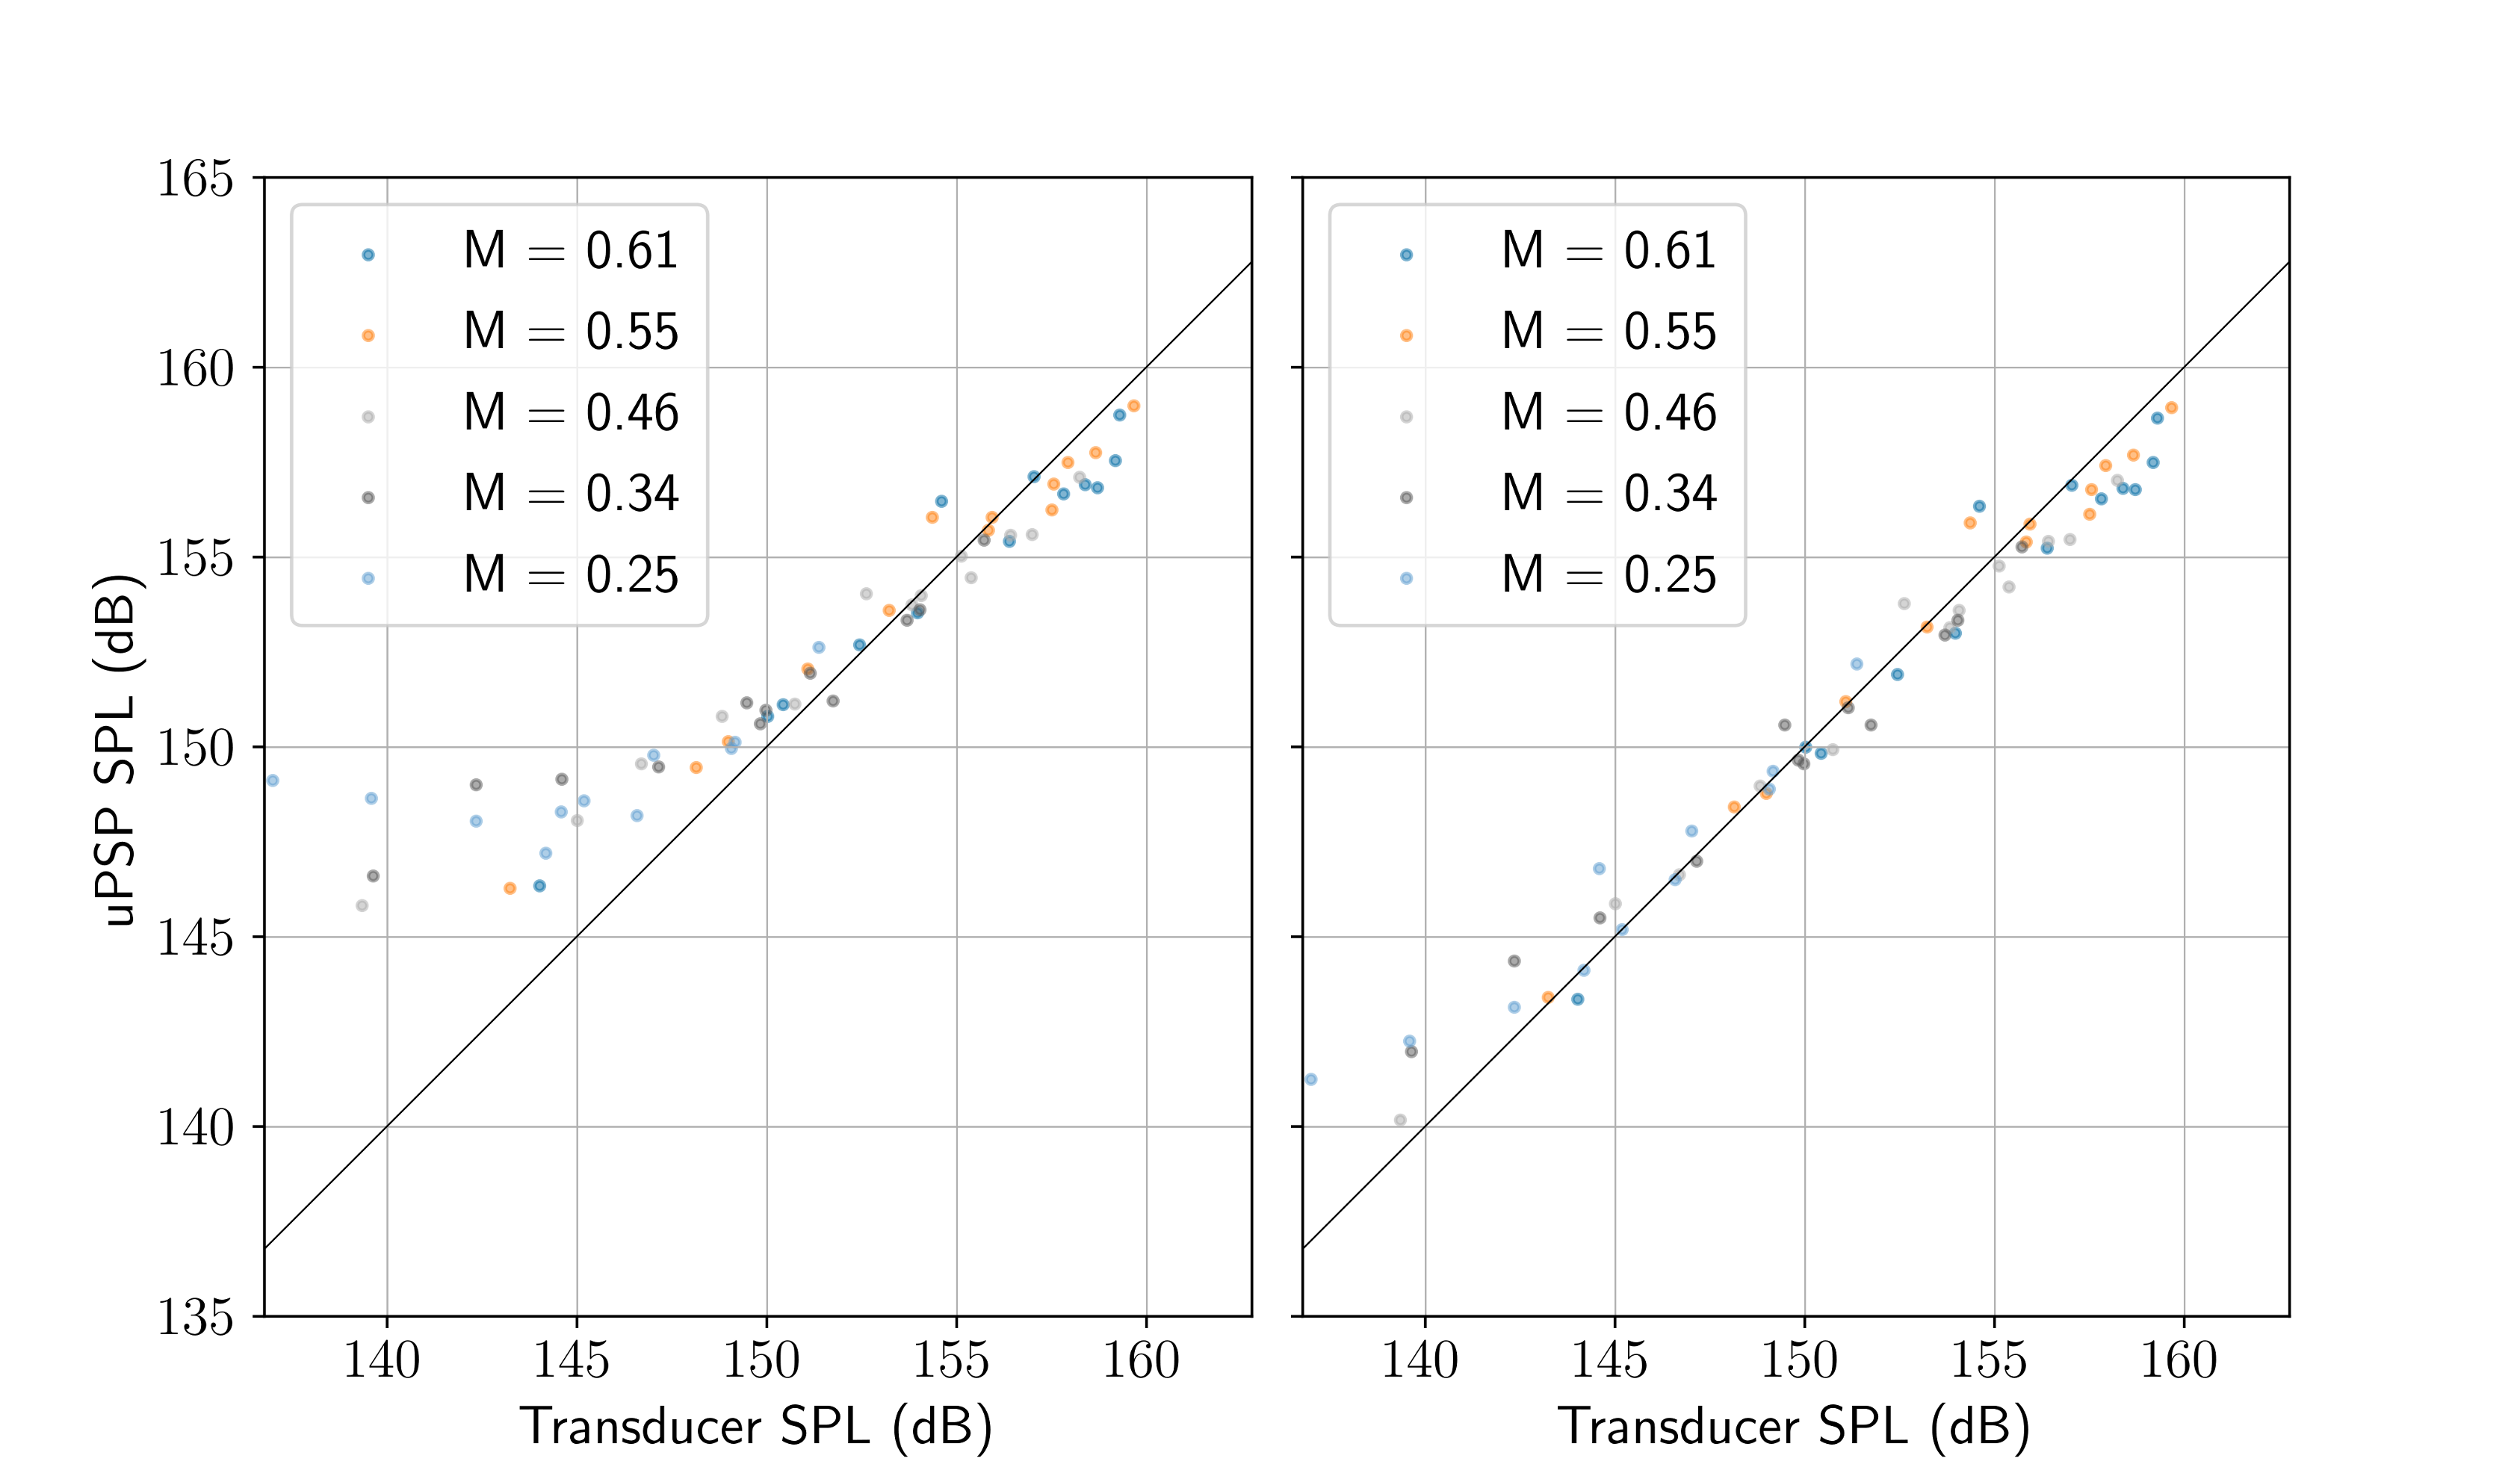 165
160
155
150
145
140
135
uPSP SPL (dB)
M = 0.61
M = 0.55
M = 0.46
M = 0.34
M = 0.25
140 145 150 155 160
Transducer SPL (dB)
M = 0.61
M = 0.55
M = 0.46
M = 0.34
M = 0.25
140 145 150 155 160
Transducer SPL (dB)